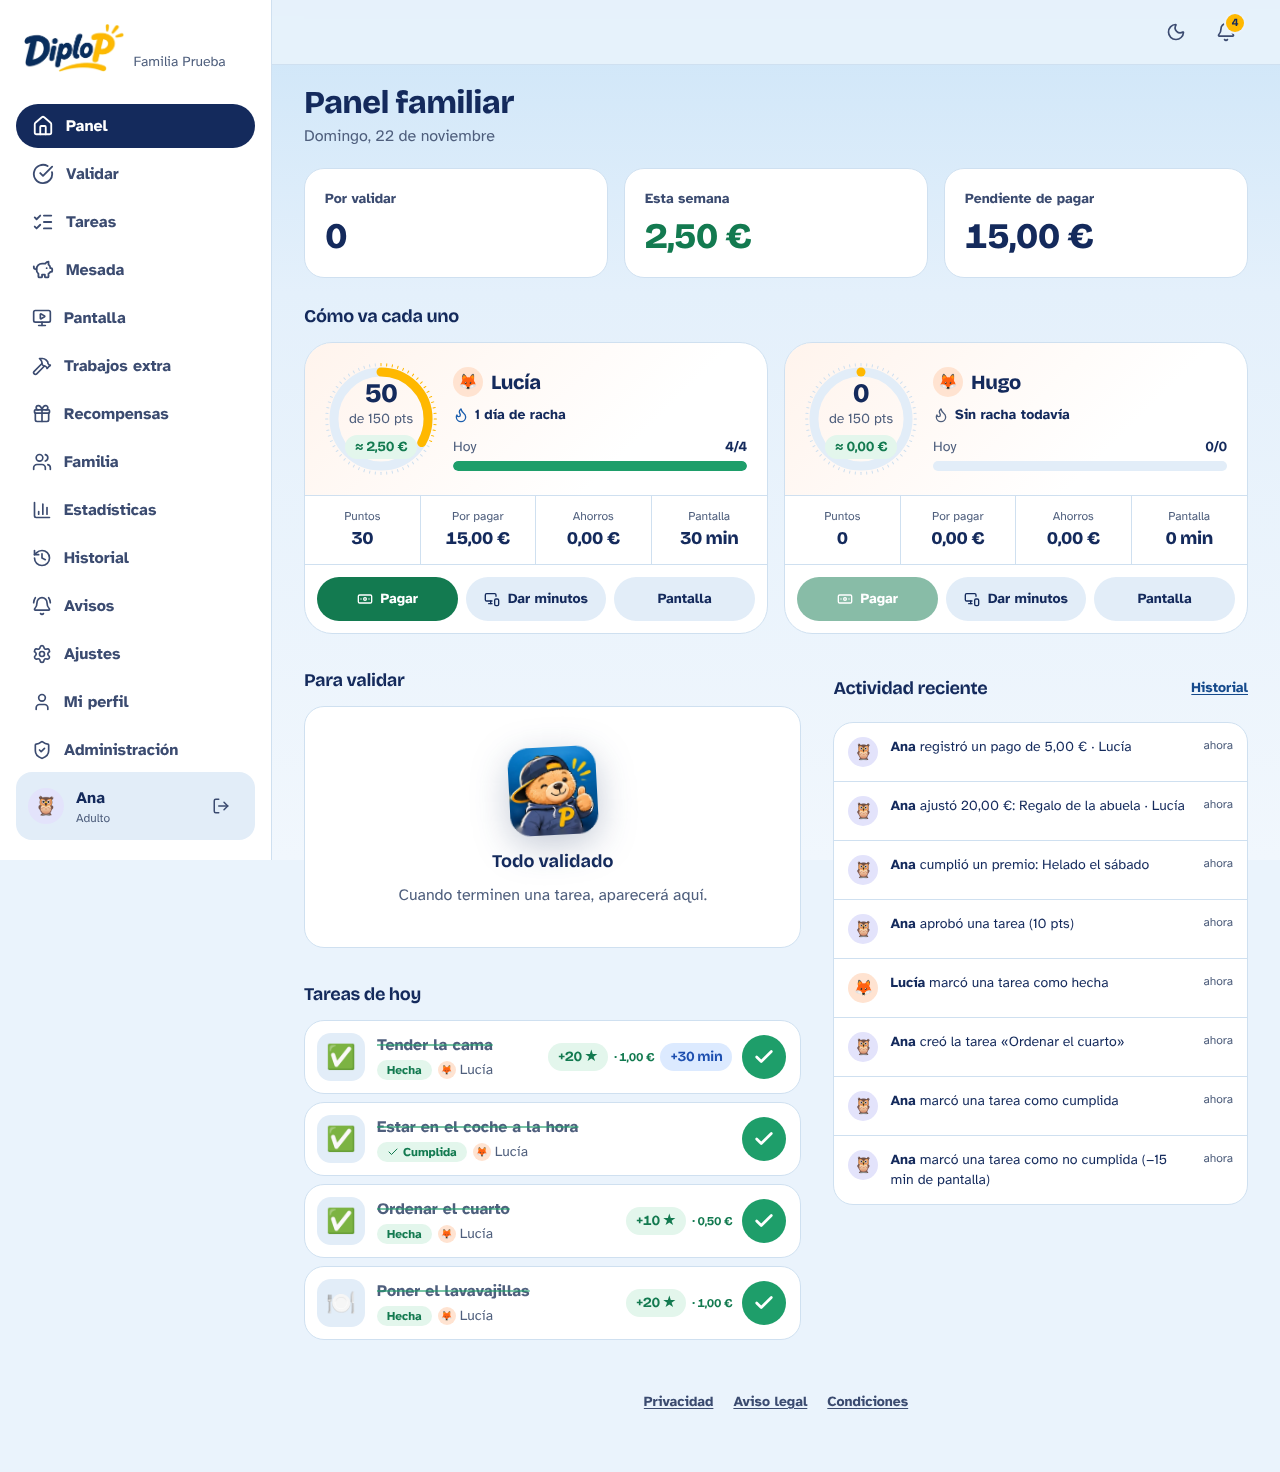 DiploP
Familia Prueba
4
Panel
Validar
Tareas
Mesada
Pantalla
Trabajos extra
Recompensas
Familia
Estadísticas
Historial
Avisos
Ajustes
Mi perfil
Administración
Ana
Adulto
Panel familiar
Domingo, 22 de noviembre
Por validar
0
Esta semana
2,50 €
Pendiente de pagar
15,00 €
Cómo va cada uno
50
de 150 pts
≈ 2,50 €
Lucía
1 día de racha
Hoy 4/4
Puntos
30
Por pagar
15,00 €
Ahorros
0,00 €
Pantalla
30 min
Pagar
Dar minutos
Pantalla
0
de 150 pts
≈ 0,00 €
Hugo
Sin racha todavía
Hoy 0/0
Puntos
0
Por pagar
0,00 €
Ahorros
0,00 €
Pantalla
0 min
Pagar
Dar minutos
Pantalla
Para validar
P
Todo validado
Cuando terminen una tarea, aparecerá aquí.
Tareas de hoy
Tender la cama
Hecha Lucía
+20 ★ · 1,00 € +30 min
Estar en el coche a la hora
Cumplida Lucía
Ordenar el cuarto
Hecha Lucía
+10 ★ · 0,50 €
Poner el lavavajillas
Hecha Lucía
+20 ★ · 1,00 €
Actividad reciente
Historial
Ana registró un pago de 5,00 € · Lucía ahora
Ana ajustó 20,00 €: Regalo de la abuela · Lucía ahora
Ana cumplió un premio: Helado el sábado ahora
Ana aprobó una tarea (10 pts) ahora
Lucía marcó una tarea como hecha ahora
Ana creó la tarea «Ordenar el cuarto» ahora
Ana marcó una tarea como cumplida ahora
Ana marcó una tarea como no cumplida (−15 ahora
min de pantalla)
Privacidad
Aviso legal
Condiciones